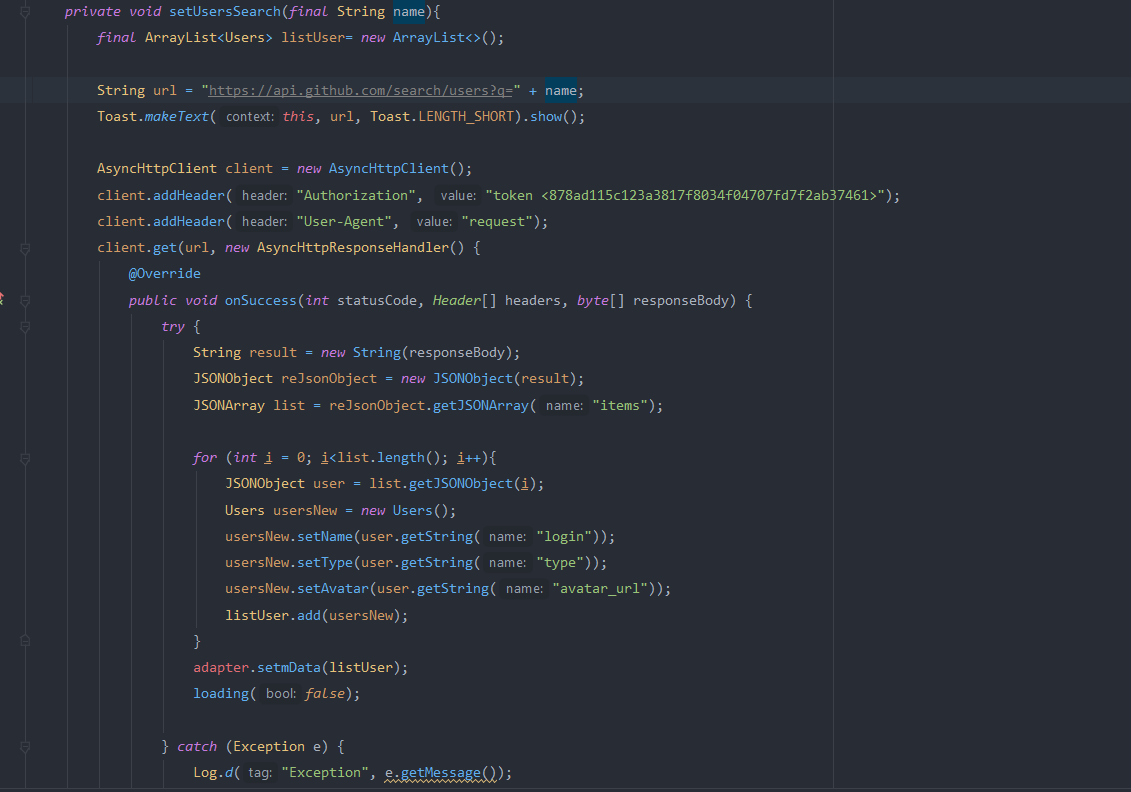 private void setUsersSearch(final String name){
final ArrayList<Users> listUser= new ArrayList<>();
String url = "https://api.github.com/search/users?q=" + name;
Toast.makeText( context: this, url, Toast.LENGTH_SHORT).show();
AsyncHttpClient client = new AsyncHttpClient();
client.addHeader( header: "Authorization", value: "token <878ad115c123a3817f8034f04707fd7f2ab37461>");
client.addHeader( header: "User-Agent", value: "request");
client.get(url, new AsyncHttpResponseHandler() {
@Override
public void onSuccess(int statusCode, Header[] headers, byte[] responseBody) {
try {
String result = new String(responseBody);
JSONObject reJsonObject = new JSONObject(result);
JSONArray list = reJsonObject.getJSONArray( name: "items");
for (int i = 0; i<list.length(); i++){
JSONObject user = list.getJSONObject(i);
Users usersNew = new Users();
usersNew.setName(user.getString( name: "login"));
usersNew.setType(user.getString( name: "type"));
usersNew.setAvatar(user.getString( name: "avatar_url"));
listUser.add(usersNew);
}
adapter.setmData(listUser);
loading( bool: false);
} catch (Exception e) {
Log.d( tag: "Exception", e.getMessage());